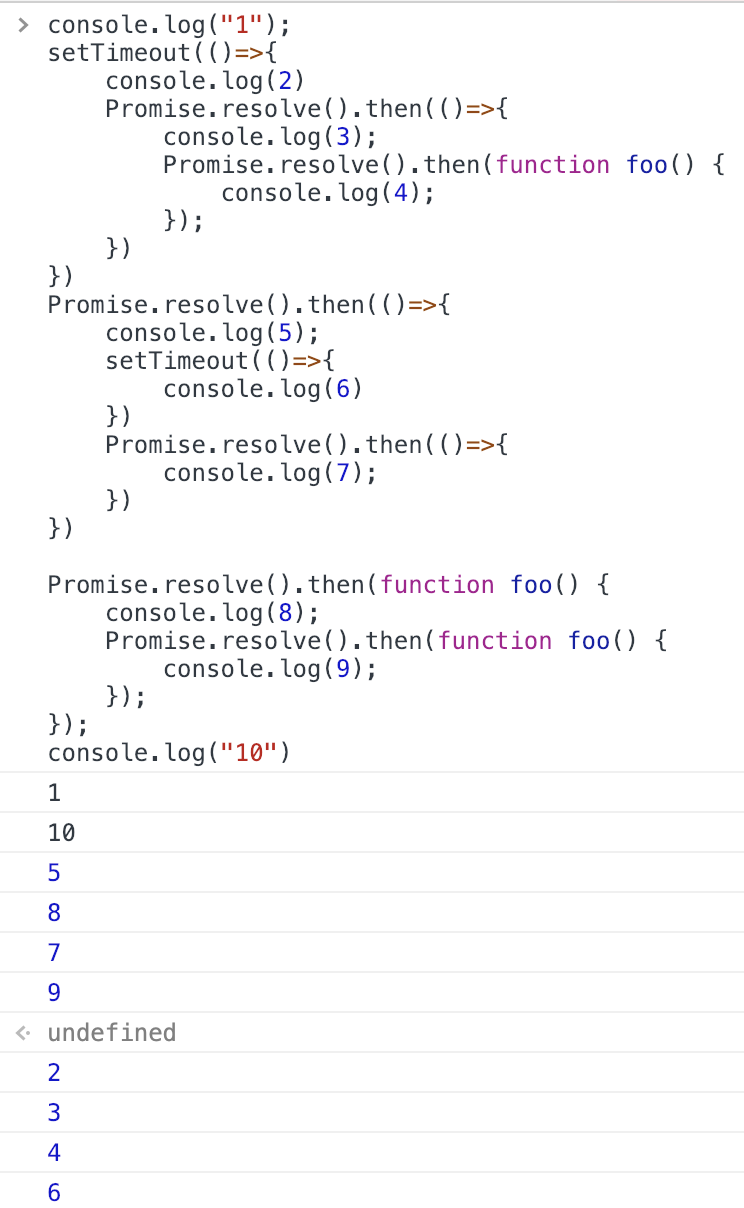 > console.log("1");
setTimeout(()=>{
    console.log(2)
    Promise.resolve().then(()=>{
        console.log(3);
        Promise.resolve().then(function foo() {
            console.log(4);
        });
    })
})
Promise.resolve().then(()=>{
    console.log(5);
    setTimeout(()=>{
        console.log(6)
    })
    Promise.resolve().then(()=>{
        console.log(7);
    })
})

Promise.resolve().then(function foo() {
    console.log(8);
    Promise.resolve().then(function foo() {
        console.log(9);
    });
});
console.log("10")
1
10
5
8
7
9
undefined
2
3
4
6